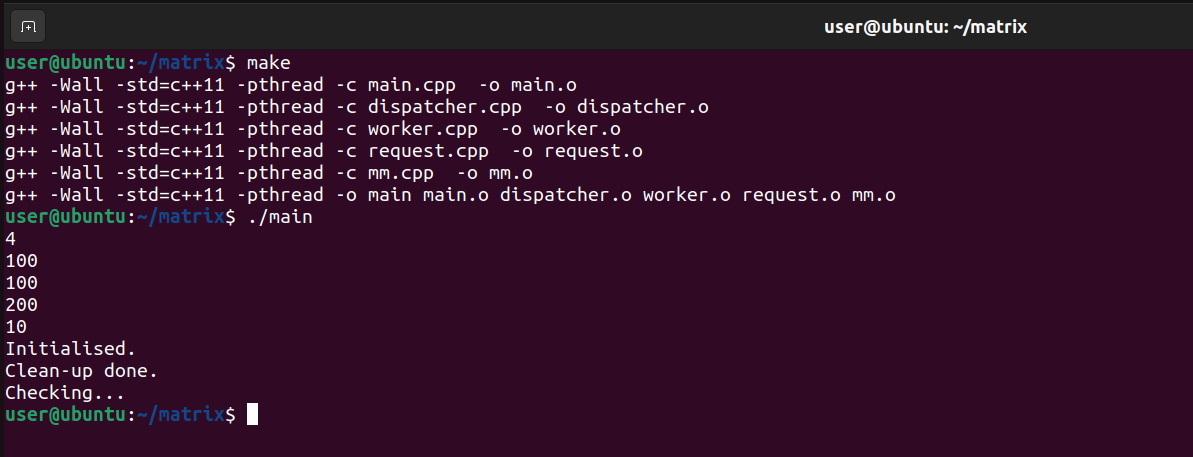 user@ubuntu: ~/matrix
user@ubuntu:~/matrix$ make
g++ -Wall -std=c++11 -pthread -c main.cpp  -o main.o
g++ -Wall -std=c++11 -pthread -c dispatcher.cpp  -o dispatcher.o
g++ -Wall -std=c++11 -pthread -c worker.cpp  -o worker.o
g++ -Wall -std=c++11 -pthread -c request.cpp  -o request.o
g++ -Wall -std=c++11 -pthread -c mm.cpp  -o mm.o
g++ -Wall -std=c++11 -pthread -o main main.o dispatcher.o worker.o request.o mm.o
user@ubuntu:~/matrix$ ./main
4
100
100
200
10
Initialised.
Clean-up done.
Checking...
user@ubuntu:~/matrix$